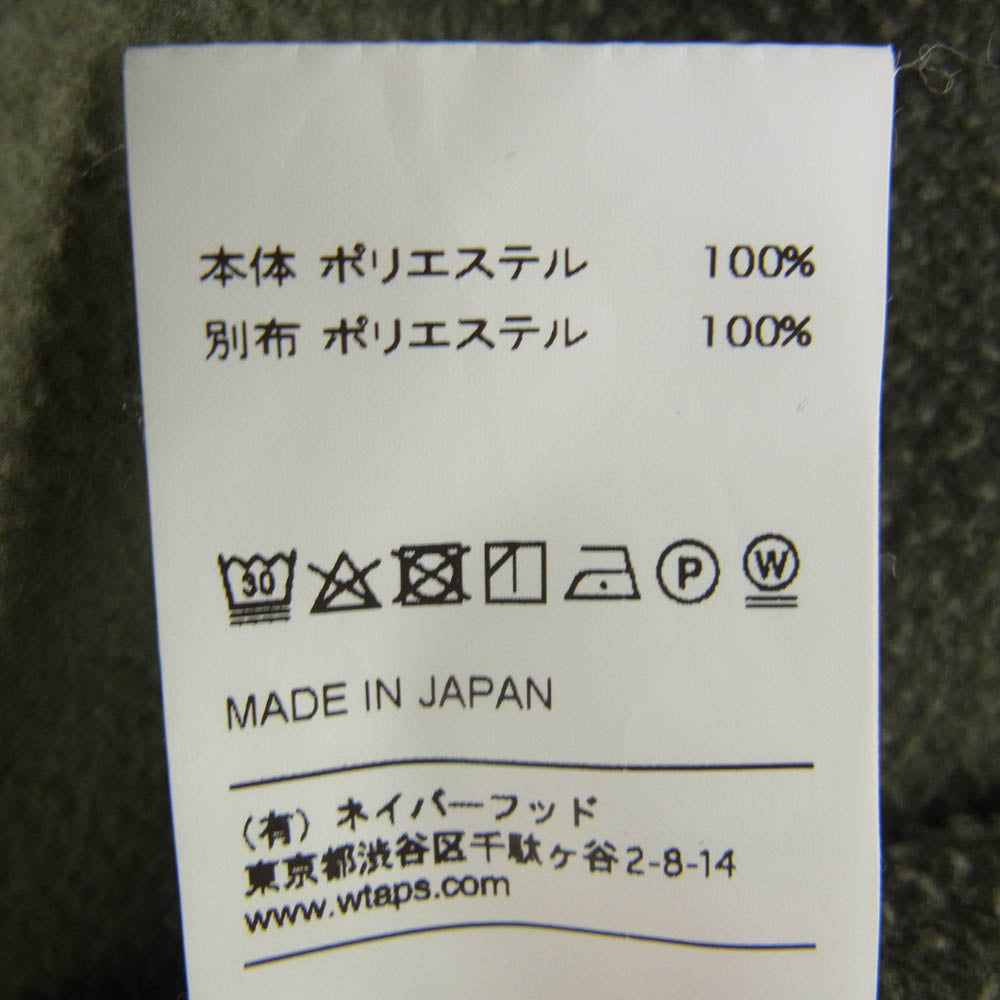 本体 ポリエステル 100%
別布 ポリエステル 100%
30 P W
MADE IN JAPAN
(有) ネイバーフッド
東京都渋谷区千駄ヶ谷2-8-14
www.wtaps.com